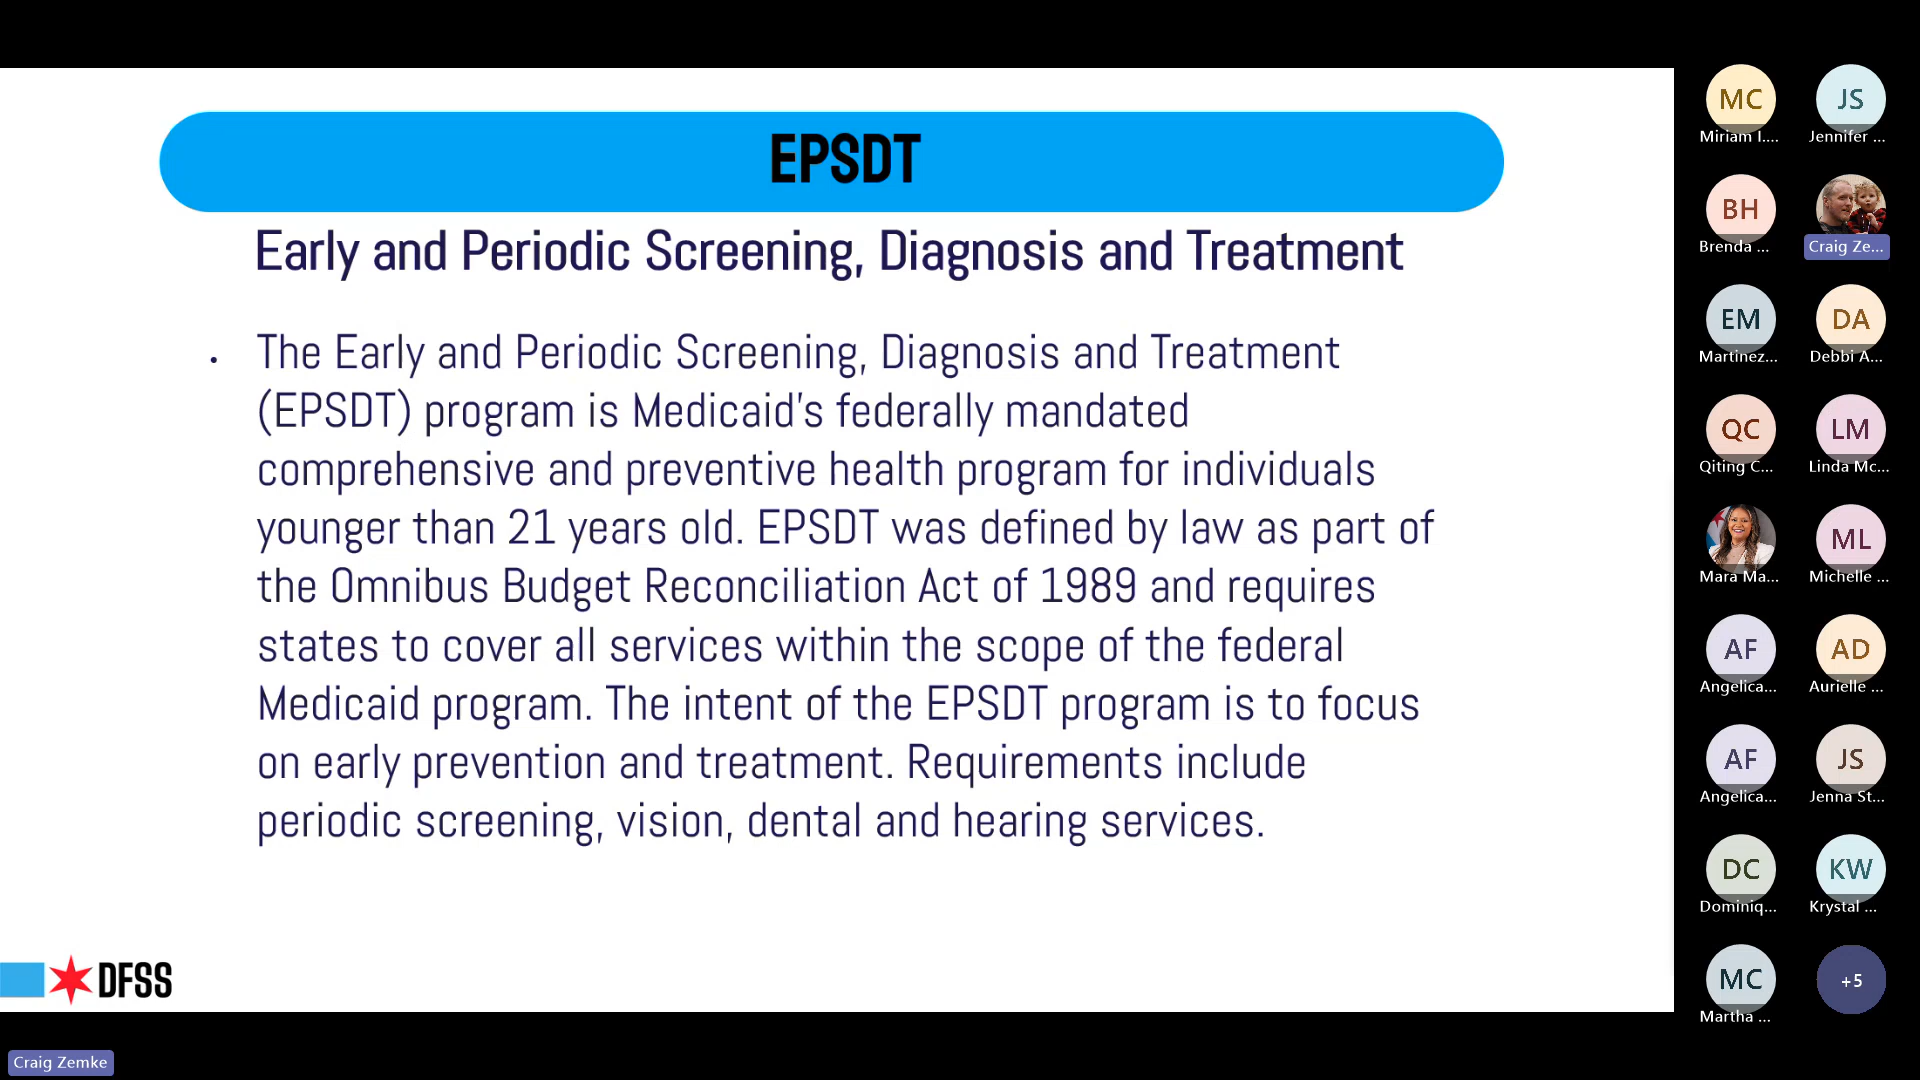 EPSDT
Early and Periodic Screening, Diagnosis and Treatment
• The Early and Periodic Screening, Diagnosis and Treatment
(EPSDT) program is Medicaid's federally mandated
comprehensive and preventive health program for individuals
younger than 21 years old. EPSDT was defined by law as part of
the Omnibus Budget Reconciliation Act of 1989 and requires
states to cover all services within the scope of the federal
Medicaid program. The intent of the EPSDT program is to focus
on early prevention and treatment. Requirements include
periodic screening, vision, dental and hearing services.
DFSS
Craig Zemke
MC
Miriam I....
JS
Jennifer ...
BH
Brenda ...
Craig Ze...
EM
Martinez...
DA
Debbi A...
QC
Qiting C...
LM
Linda Mc...
Mara Ma...
ML
Michelle ...
AF
Angelica...
AD
Aurielle ...
AF
Angelica...
JS
Jenna St...
DC
Dominiq...
KW
Krystal ...
MC
Martha ...
+5